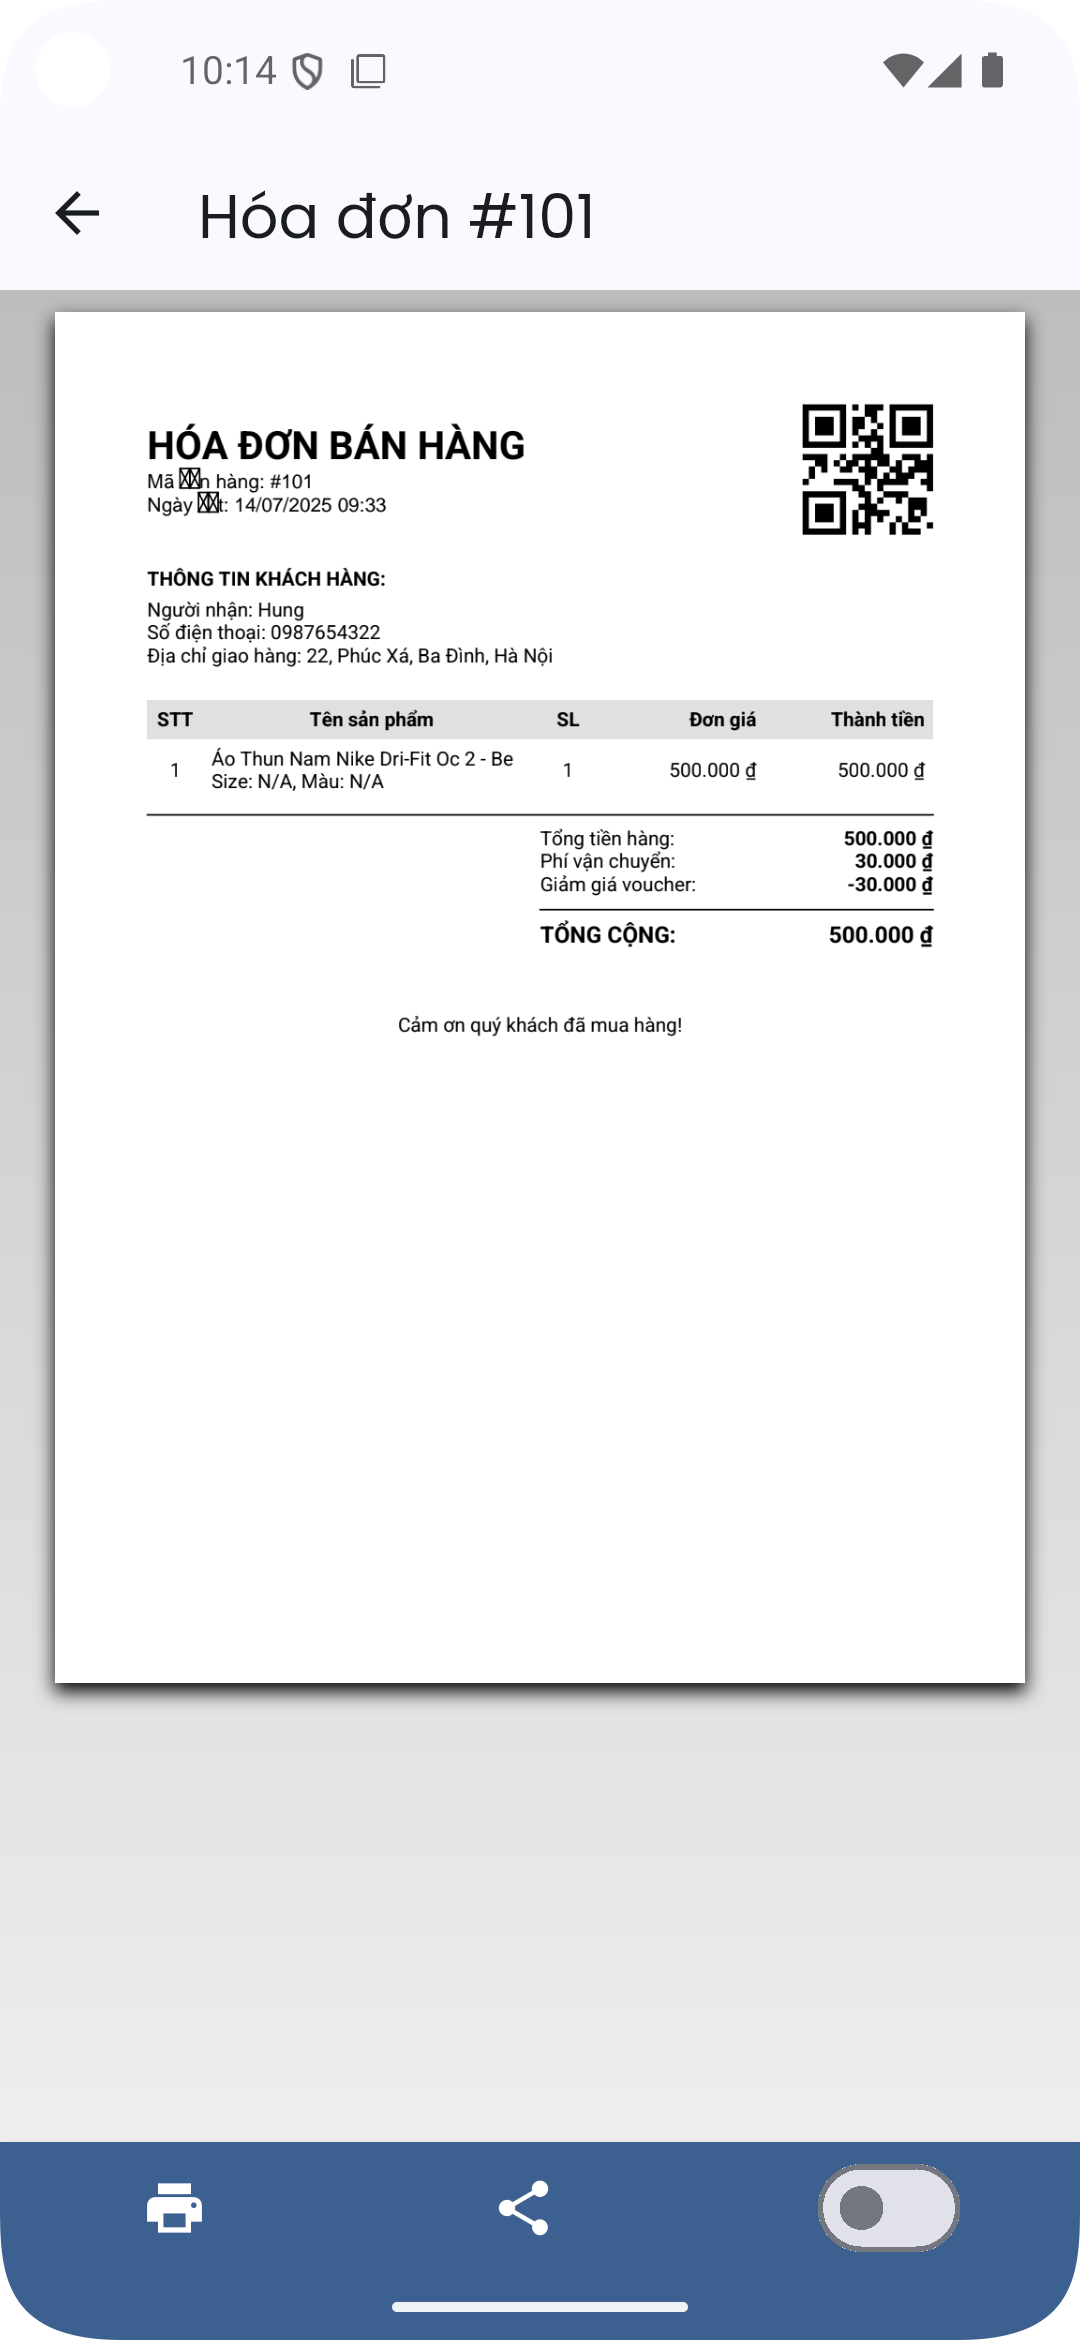 10:14
Hóa đơn #101
HÓA ĐƠN BÁN HÀNG
Mã n hàng: #101
Ngày t: 14/07/2025 09:33
THÔNG TIN KHÁCH HÀNG:
Người nhận: Hung
Số điện thoại: 0987654322
Địa chỉ giao hàng: 22, Phúc Xá, Ba Đình, Hà Nội
STT Tên sản phẩm SL Đơn giá Thành tiền
1 Áo Thun Nam Nike Dri-Fit Oc 2 - Be 1 500.000 ₫ 500.000 ₫
Size: N/A, Màu: N/A
Tổng tiền hàng: 500.000 ₫
Phí vận chuyển: 30.000 ₫
Giảm giá voucher: -30.000 ₫
TỔNG CỘNG: 500.000 ₫
Cảm ơn quý khách đã mua hàng!